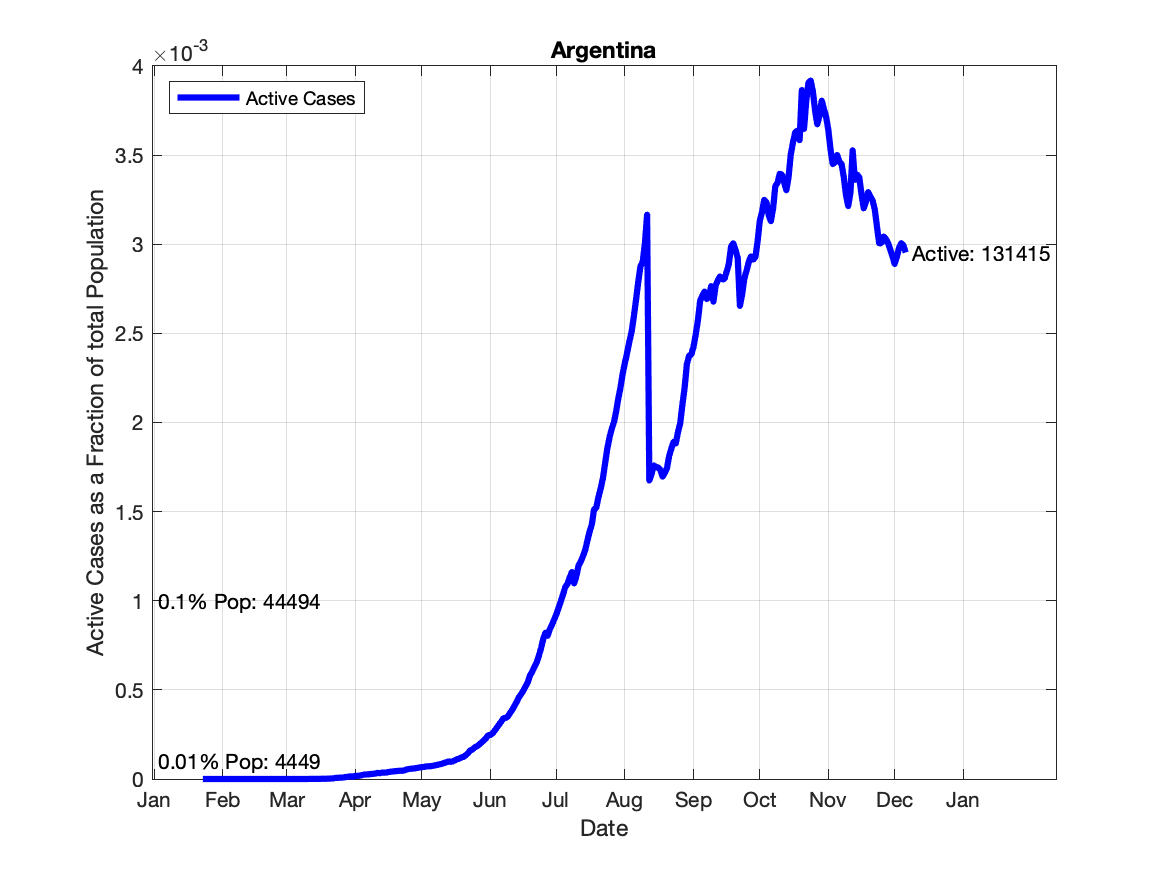 Argentina
×10-3
Active Cases
4
3.5
3
2.5
2
1.5
1
0.5
0
Active Cases as a Fraction of total Population
Active: 131415
0.1% Pop: 44494
0.01% Pop: 4449
Jan Feb Mar Apr May Jun Jul Aug Sep Oct Nov Dec Jan
Date